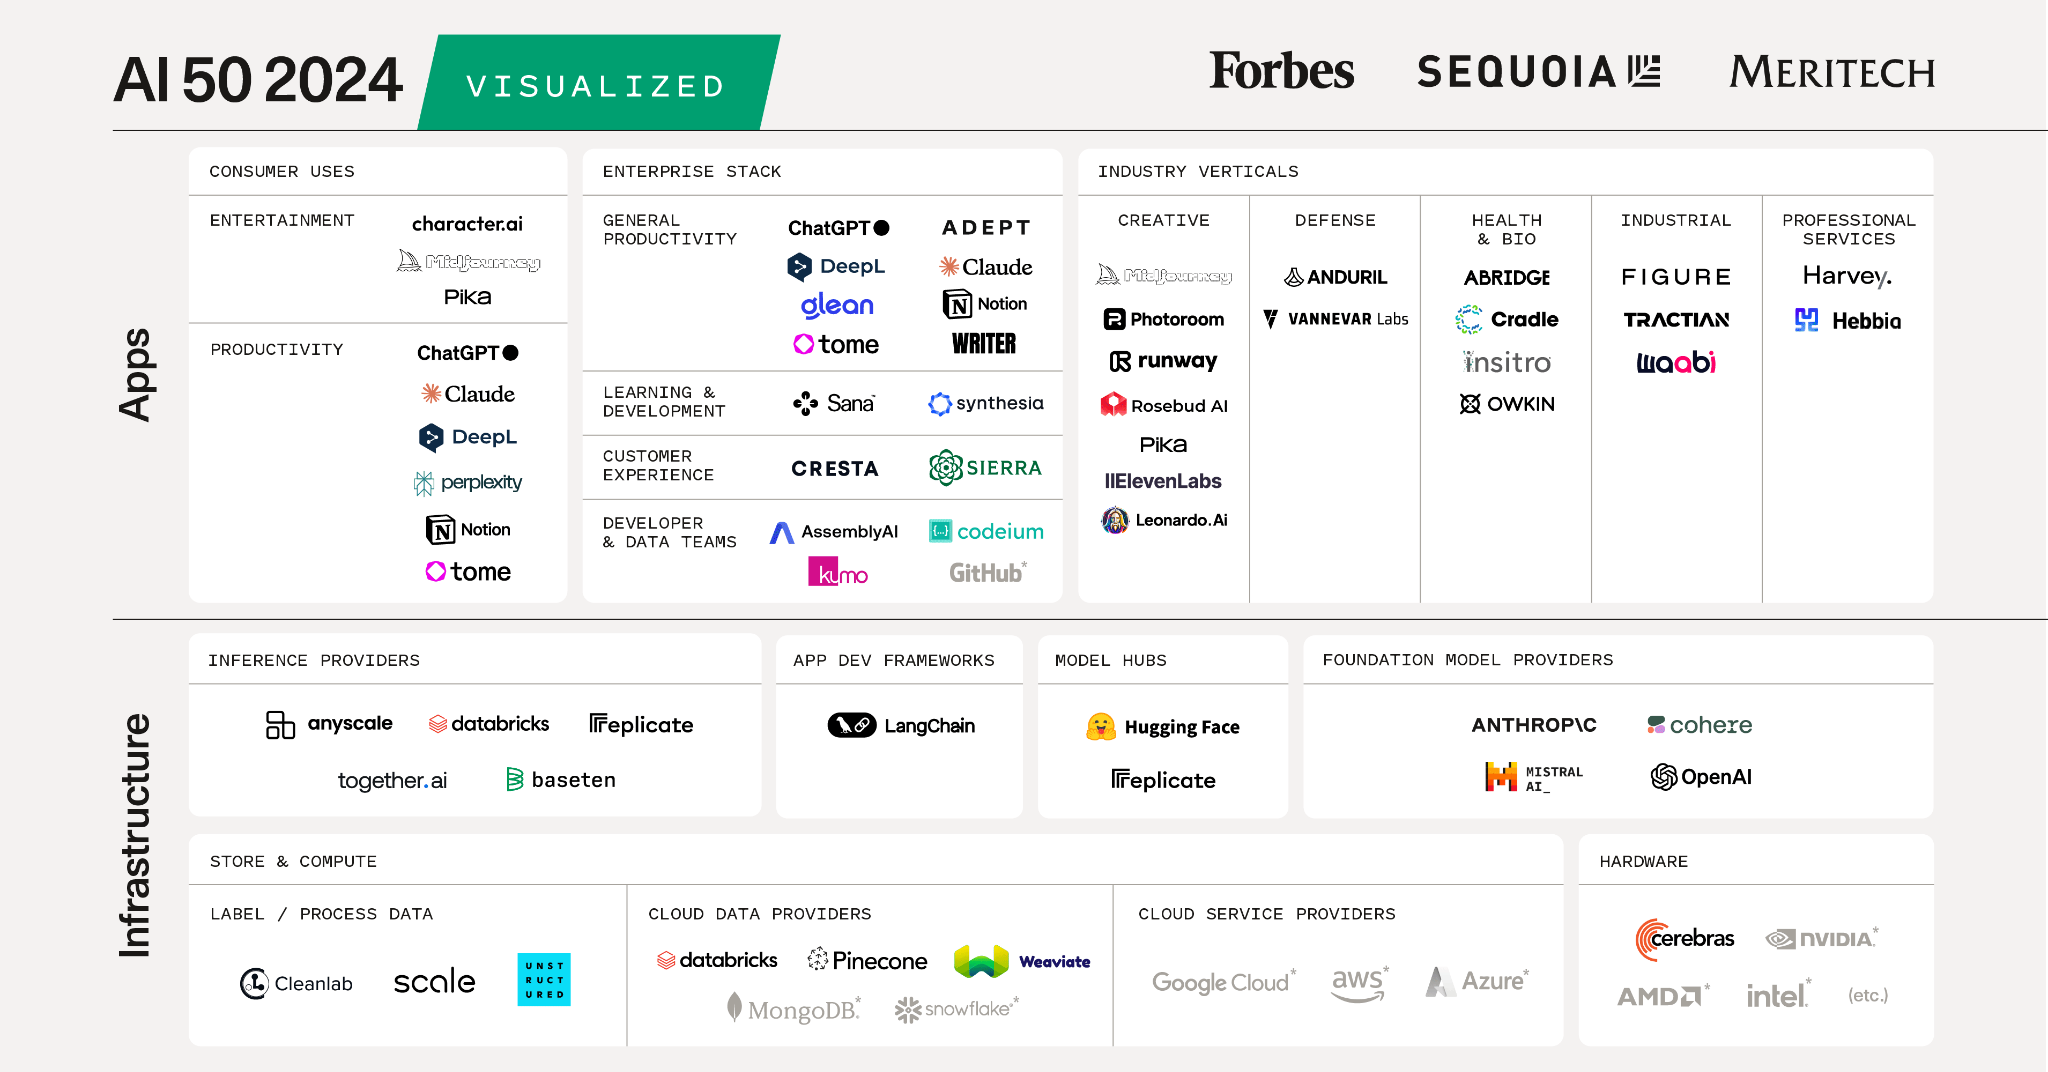 AI 50 2024
VISUALIZED
Forbes
SEQUOIA
MERITECH
Apps
CONSUMER USES
ENTERTAINMENT
character.ai
Midjourney
Pika
PRODUCTIVITY
ChatGPT
Claude
DeepL
perplexity
Notion
tome
ENTERPRISE STACK
GENERAL
PRODUCTIVITY
ChatGPT
ADEPT
DeepL
Claude
glean
Notion
tome
WRITER
LEARNING &
DEVELOPMENT
Sana™
synthesia
CUSTOMER
EXPERIENCE
CRESTA
SIERRA
DEVELOPER
& DATA TEAMS
AssemblyAI
codeium
kumo
GitHub*
INDUSTRY VERTICALS
CREATIVE
Midjourney
Photoroom
runway
Rosebud AI
Pika
IIElevenLabs
Leonardo.Ai
DEFENSE
ANDURIL
VANNEVAR Labs
HEALTH
& BIO
ABRIDGE
Cradle
insitro
OWKIN
INDUSTRIAL
FIGURE
TRACTIAN
waabi
PROFESSIONAL
SERVICES
Harvey.
Hebbia
Infrastructure
INFERENCE PROVIDERS
anyscale
databricks
Replicate
together.ai
baseten
APP DEV FRAMEWORKS
LangChain
MODEL HUBS
Hugging Face
Replicate
FOUNDATION MODEL PROVIDERS
ANTHROP\C
cohere
MISTRAL
AI_
OpenAI
STORE & COMPUTE
LABEL / PROCESS DATA
Cleanlab
scale
UNST
RUCT
URED
CLOUD DATA PROVIDERS
databricks
Pinecone
Weaviate
MongoDB.*
snowflake®*
CLOUD SERVICE PROVIDERS
Google Cloud*
aws*
Azure*
HARDWARE
cerebras
NVIDIA.*
AMD*
intel.*
(etc.)